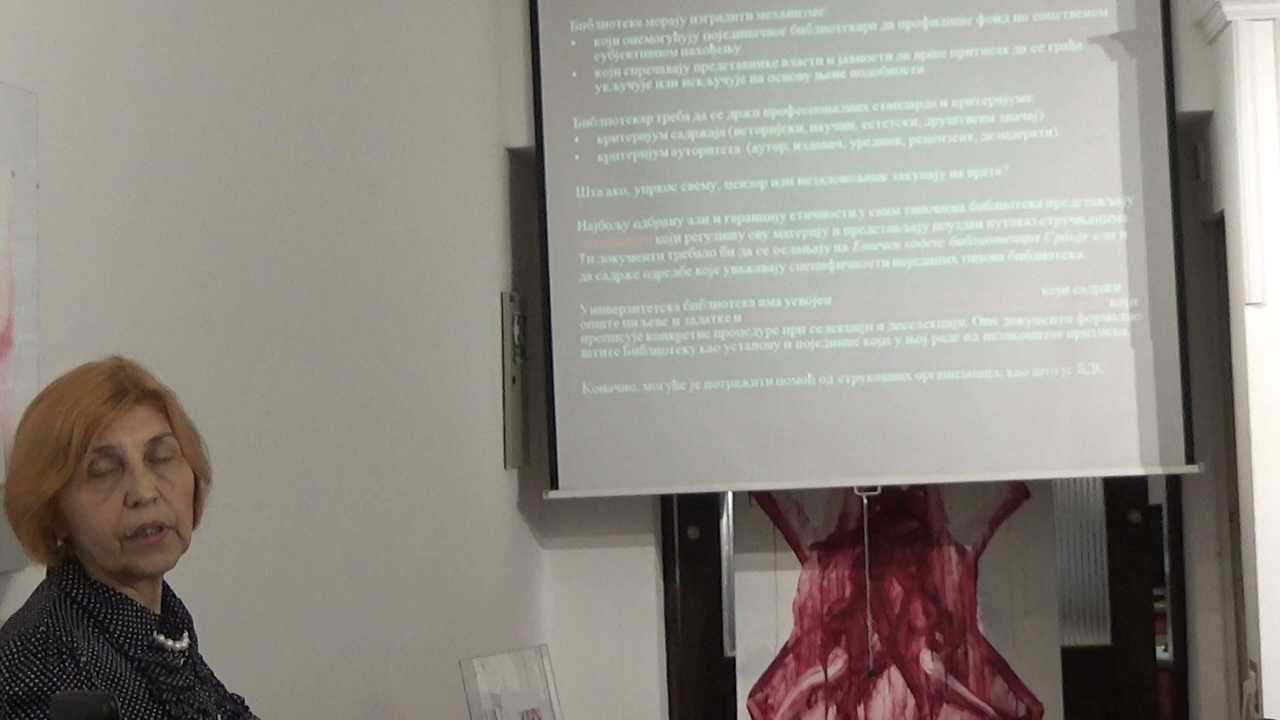 Библиотеке морају изградити механизме:
• који онемогућују појединачног библиотекара да профилише фонд по сопственом
субјективном нахођењу
• који спречавају представнике власти и јавности да врше притисак да се грађа
укључује или искључује на основу њене подобности
Библиотекар треба да се држи професионалних стандарда и критеријума:
• критеријум садржаја (историјски, научни, естетски, друштвени значај)
• критеријум ауторитета (аутор, издавач, уредник, рецензент, дезидерати)
Шта ако, упркос свему, цензор или незадовољник закуцају на врата?
Најбољу одбрану али и гаранцију етичности у свим типовима библиотека представљају
који регулишу ову материју и представљају поуздан путоказ стручњацима
Ти документи требало би да се ослањају на Етички кодекс библиотекара Србије или и
да садрже одредбе које уважавају специфичности појединих типова библиотека.
Универзитетска библиотека има усвојен који садржи
опште циљеве и задатке и који
прописује конкретне процедуре при селекцији и деселекцији. Ови документи формално
штите Библиотеку као установу и појединце који у њој раде од незаконитог притиска.
Коначно, могуће је потражити помоћ од струковних организација, као што је БДС